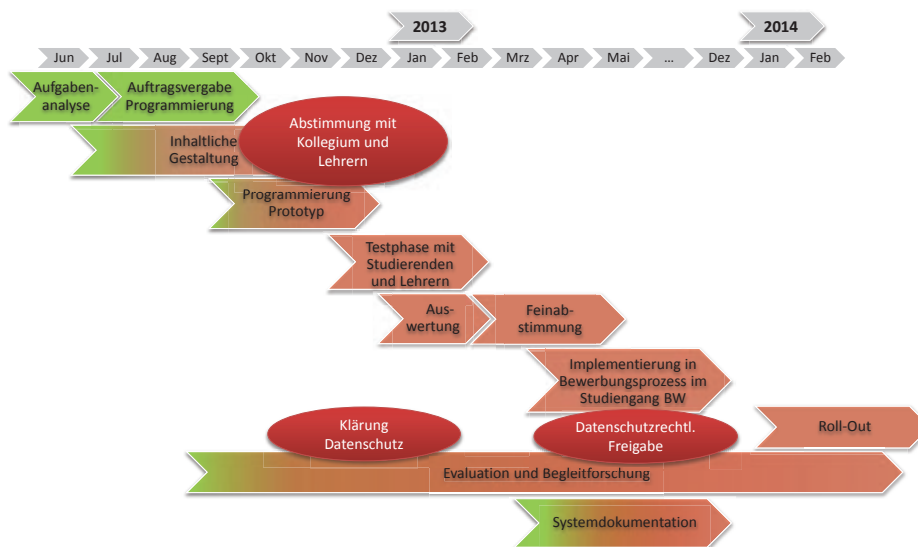 2013
2014
Jun
Jul
Aug
Sept
Okt
Nov
Dez
Jan
Feb
Mrz
Apr
Mai
...
Dez
Jan
Feb
Aufgaben-
analyse
Auftragsvergabe
Programmierung
Abstimmung mit
Kollegium und
Lehrern
Inhaltliche
Gestaltung
Programmierung
Prototyp
Testphase mit
Studierenden
und Lehrern
Aus-
wertung
Feinab-
stimmung
Implementierung in
Bewerbungsprozess im
Studiengang BW
Klärung
Datenschutz
Datenschutzrechtl.
Freigabe
Roll-Out
Evaluation und Begleitforschung
Systemdokumentation